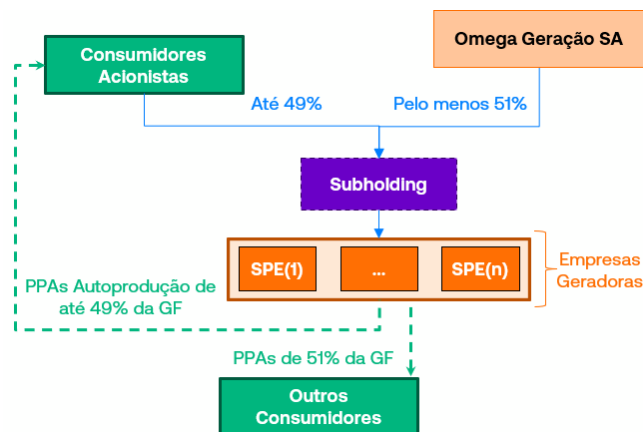 Consumidores
Acionistas
Omega Geração SA
Até 49%
Pelo menos 51%
Subholding
SPE(1)
...
SPE(n)
Empresas
Geradoras
PPAs Autoprodução de
até 49% da GF
PPAs de 51% da GF
Outros
Consumidores